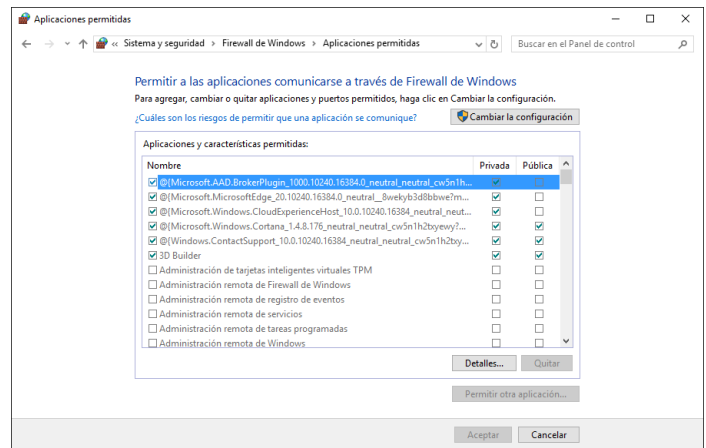 Aplicaciones permitidas
« Sistema y seguridad > Firewall de Windows > Aplicaciones permitidas
Buscar en el Panel de control
Permitir a las aplicaciones comunicarse a través de Firewall de Windows
Para agregar, cambiar o quitar aplicaciones y puertos permitidos, haga clic en Cambiar la configuración.
¿Cuáles son los riesgos de permitir que una aplicación se comunique? Cambiar la configuración
Aplicaciones y características permitidas:
Nombre Privada Pública
@{Microsoft.AAD.BrokerPlugin_1000.10240.16384.0_neutral_neutral_cw5n1h...
@{Microsoft.MicrosoftEdge_20.10240.16384.0_neutral__8wekyb3d8bbwe?m...
@{Microsoft.Windows.CloudExperienceHost_10.0.10240.16384_neutral_neut...
@{Microsoft.Windows.Cortana_1.4.8.176_neutral_neutral_cw5n1h2txyewy?...
@{Windows.ContactSupport_10.0.10240.16384_neutral_neutral_cw5n1h2txy...
3D Builder
Administración de tarjetas inteligentes virtuales TPM
Administración remota de Firewall de Windows
Administración remota de registro de eventos
Administración remota de servicios
Administración remota de tareas programadas
Administración remota de Windows
Detalles... Quitar
Permitir otra aplicación...
Aceptar Cancelar